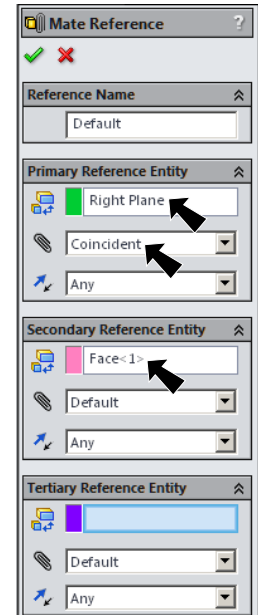 Mate Reference ?
Reference Name
Default
Primary Reference Entity
Right Plane
Coincident
Any
Secondary Reference Entity
Face<1>
Default
Any
Tertiary Reference Entity
Default
Any